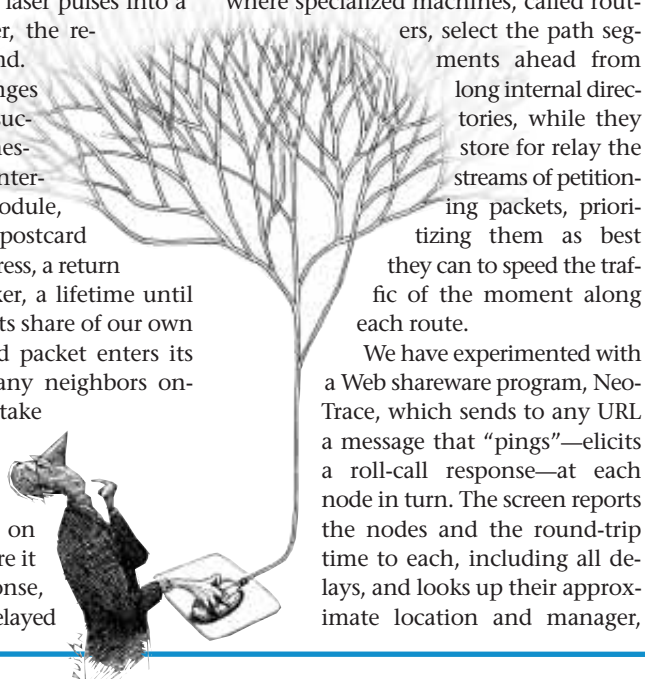 laser pulses into a
er, the re-
nd.
nges
suc-
nes-
nter-
odule,
postcard
ress, a return
ker, a lifetime until
ts share of our own
d packet enters its
any neighbors on-
take
on
re it
onse,
elayed
where specialized machines, called rout-
ers, select the path seg-
ments ahead from
long internal direc-
tories, while they
store for relay the
streams of petition-
ing packets, priori-
tizing them as best
they can to speed the traf-
fic of the moment along
each route.
We have experimented with
a Web shareware program, Neo-
Trace, which sends to any URL
a message that “pings”—elicits
a roll-call response—at each
node in turn. The screen reports
the nodes and the round-trip
time to each, including all de-
lays, and looks up their approx-
imate location and manager,